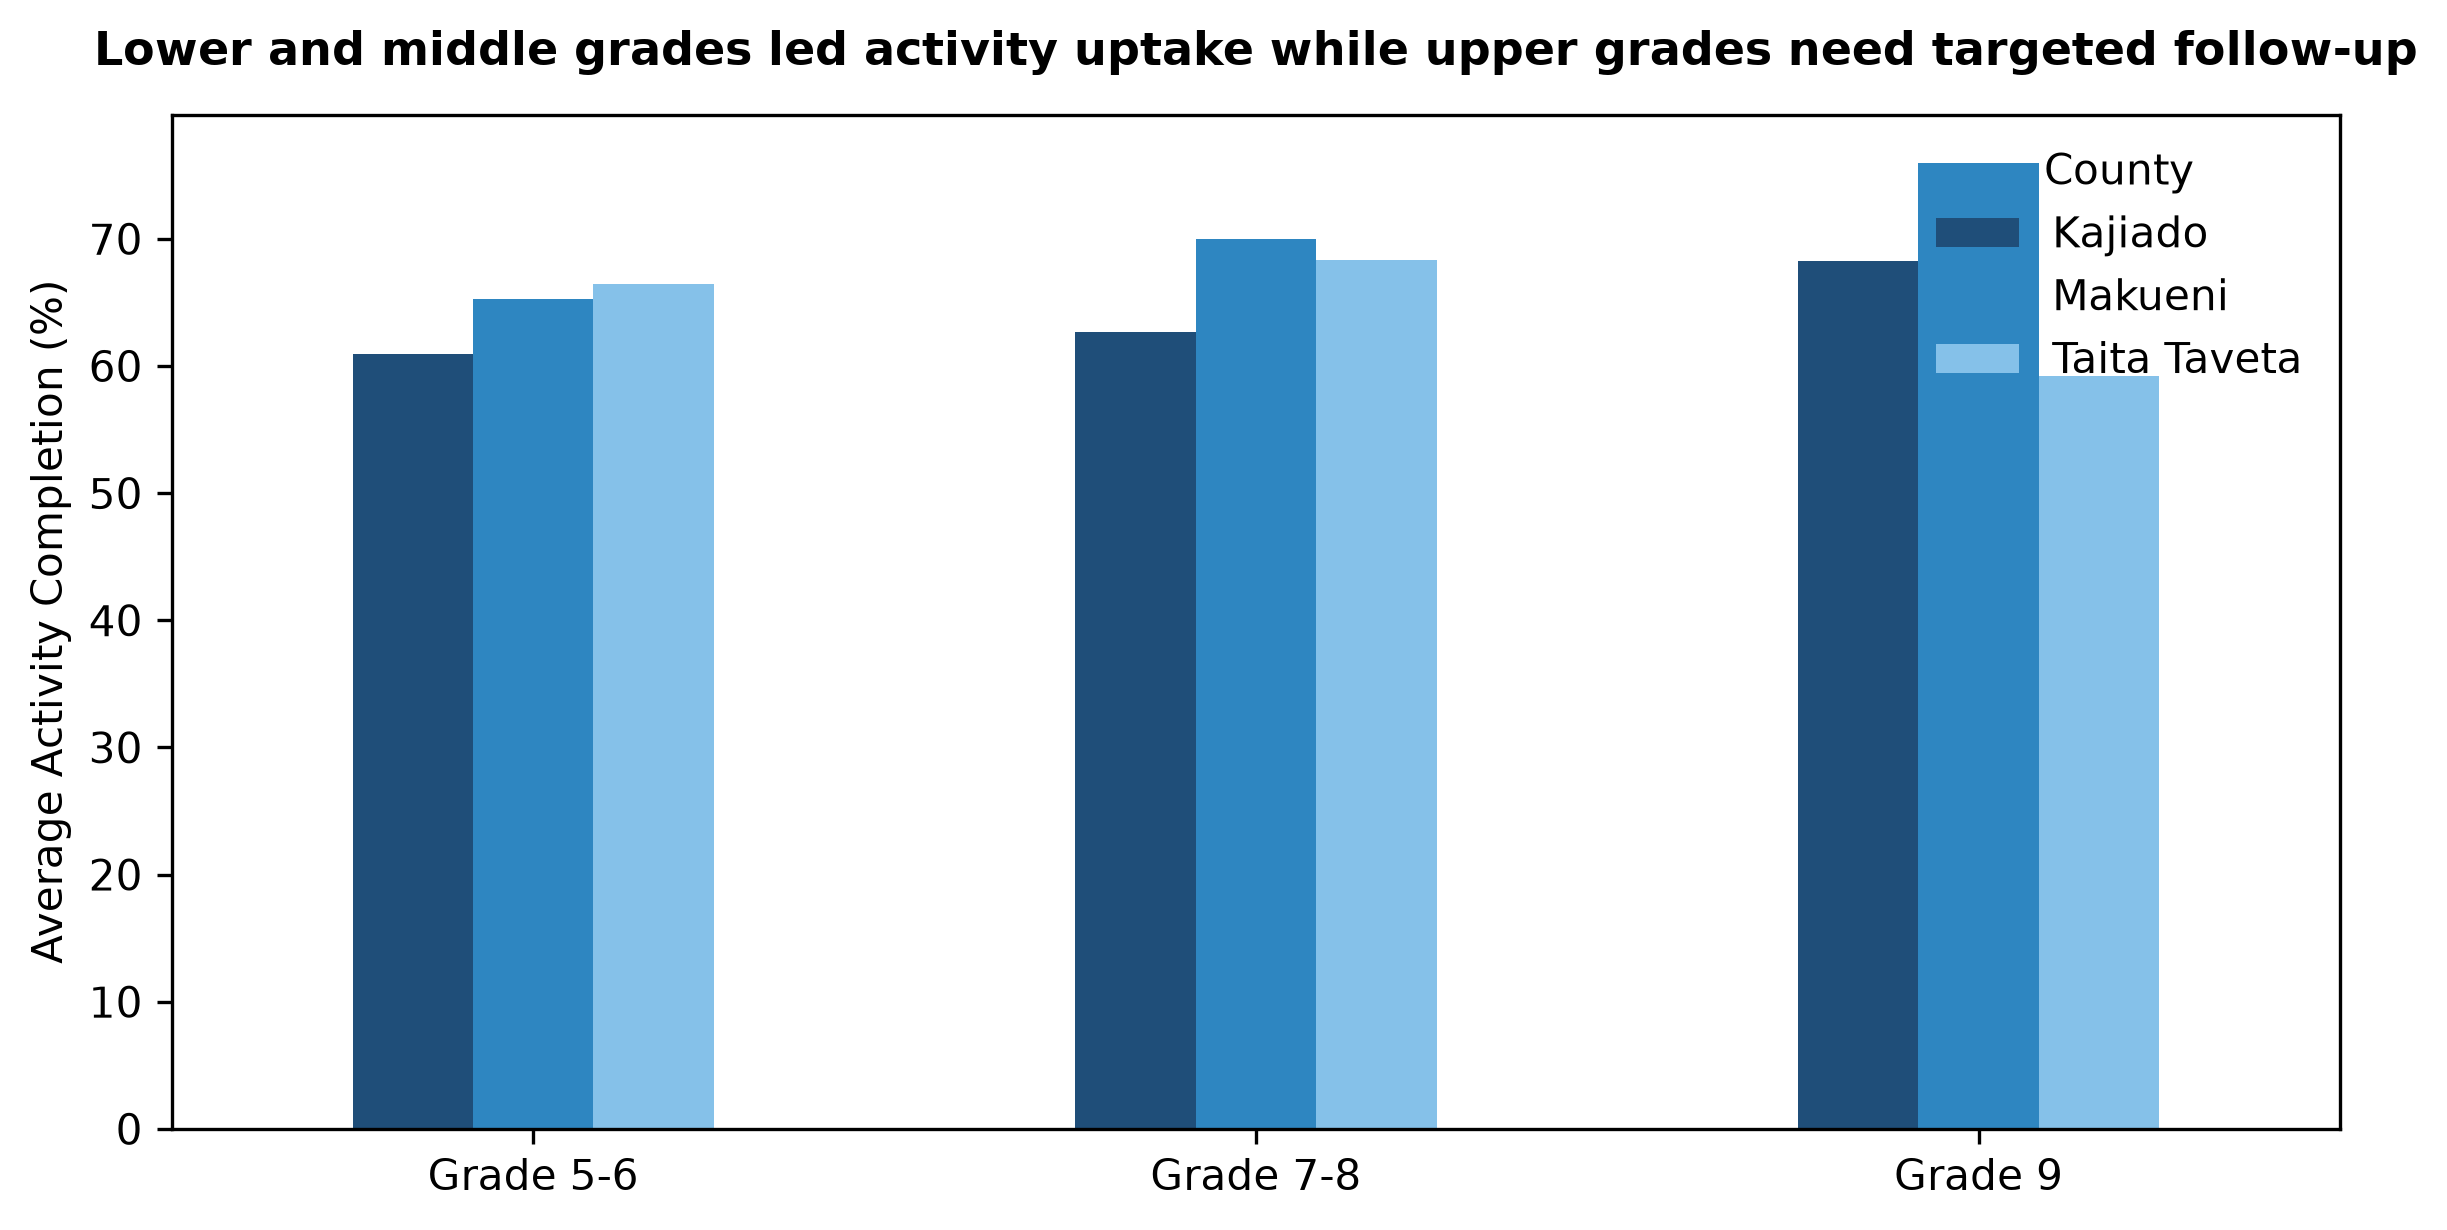 Lower and middle grades led activity uptake while upper grades need targeted follow-up
Average Activity Completion (%)
70
60
50
40
30
20
10
0
County
Kajiado
Makueni
Taita Taveta
Grade 5-6
Grade 7-8
Grade 9